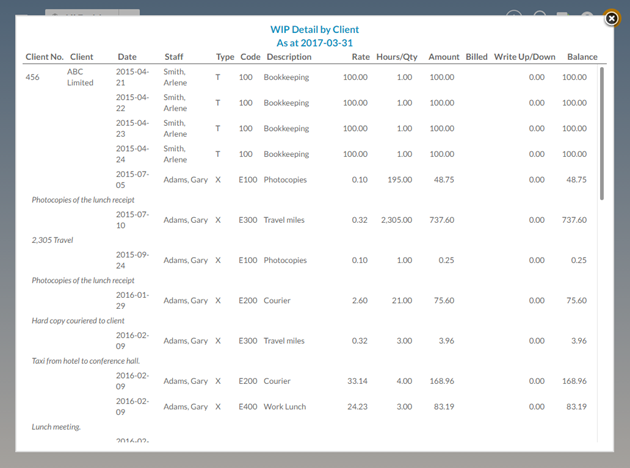 WIP Detail by Client
As at 2017-03-31
Client No. Client Date Staff Type Code Description Rate Hours/Qty Amount Billed Write Up/Down Balance
456 ABC Limited 2015-04-21 Smith, Arlene T 100 Bookkeeping 100.00 1.00 100.00 0.00 100.00
2015-04-22 Smith, Arlene T 100 Bookkeeping 100.00 1.00 100.00 0.00 100.00
2015-04-23 Smith, Arlene T 100 Bookkeeping 100.00 1.00 100.00 0.00 100.00
2015-04-24 Smith, Arlene T 100 Bookkeeping 100.00 1.00 100.00 0.00 100.00
2015-07-05 Adams, Gary X E100 Photocopies 0.10 195.00 48.75 0.00 48.75
Photocopies of the lunch receipt
2015-07-10 Adams, Gary X E300 Travel miles 0.32 2,305.00 737.60 0.00 737.60
2,305 Travel
2015-09-24 Adams, Gary X E100 Photocopies 0.10 1.00 0.25 0.00 0.25
Photocopies of the lunch receipt
2016-01-29 Adams, Gary X E200 Courier 2.60 21.00 75.60 0.00 75.60
Hard copy couriered to client
2016-02-09 Adams, Gary X E300 Travel miles 0.32 3.00 3.96 0.00 3.96
Taxi from hotel to conference hall.
2016-02-09 Adams, Gary X E200 Courier 33.14 4.00 168.96 0.00 168.96
2016-02-09 Adams, Gary X E400 Work Lunch 24.23 3.00 83.19 0.00 83.19
Lunch meeting.
2016-02-